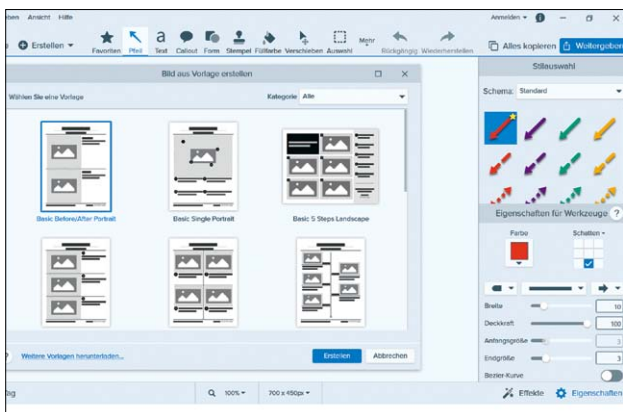 eben Ansicht Hilfe
Anmelden
Erstellen
Favoriten Pfeil Text Callout Form Stempel Füllfarbe Verschieben Auswahl Mehr Rückgängig Wiederherstellen
Alles kopieren Weitergeben
Bild aus Vorlage erstellen
Wählen Sie eine Vorlage
Kategorie Alle
Basic Before/After Portrait
Basic Single Portrait
Basic 5 Steps Landscape
Weitere Vorlagen herunterladen...
Erstellen Abbrechen
Stilauswahl
Schema: Standard
Eigenschaften für Werkzeuge ?
Farbe Schatten
Breite 10
Deckkraft 100
Anfangsgröße 3
Endgröße 3
Bezier-Kurve
100% 700 x 450px
Effekte Eigenschaften